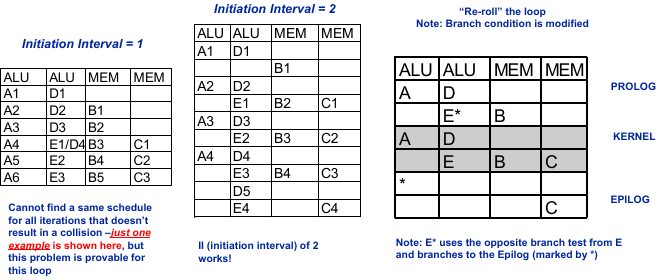 Initiation Interval = 1
ALU ALU MEM MEM
A1 D1
A2 D2 B1
A3 D3 B2
A4 E1/D4 B3 C1
A5 E2 B4 C2
A6 E3 B5 C3
Cannot find a same schedule
for all iterations that doesn't
result in a collision –just one
example is shown here, but
this problem is provable for
this loop
Initiation Interval = 2
ALU ALU MEM MEM
A1 D1
B1
A2 D2
E1 B2 C1
A3 D3
E2 B3 C2
A4 D4
E3 B4 C3
D5
E4 C4
II (initiation interval) of 2
works!
“Re-roll” the loop
Note: Branch condition is modified
ALU ALU MEM MEM
A D
E* B
A D
E B C
*
C
PROLOG
KERNEL
EPILOG
Note: E* uses the opposite branch test from E
and branches to the Epilog (marked by *)